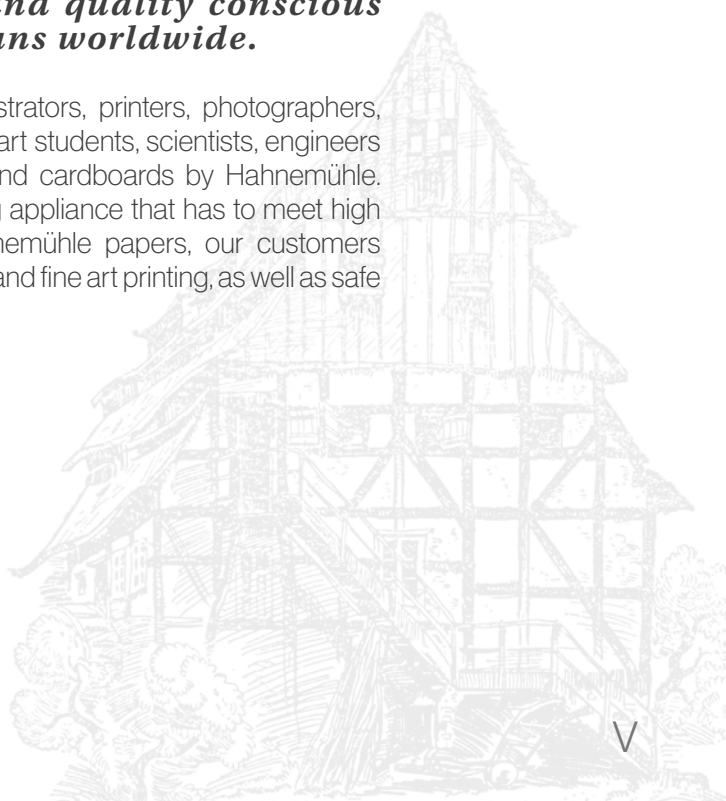 and quality conscious
ans worldwide.
strators, printers, photographers,
art students, scientists, engineers
nd cardboards by Hahnemühle.
g appliance that has to meet high
nemühle papers, our customers
and fine art printing, as well as safe
V